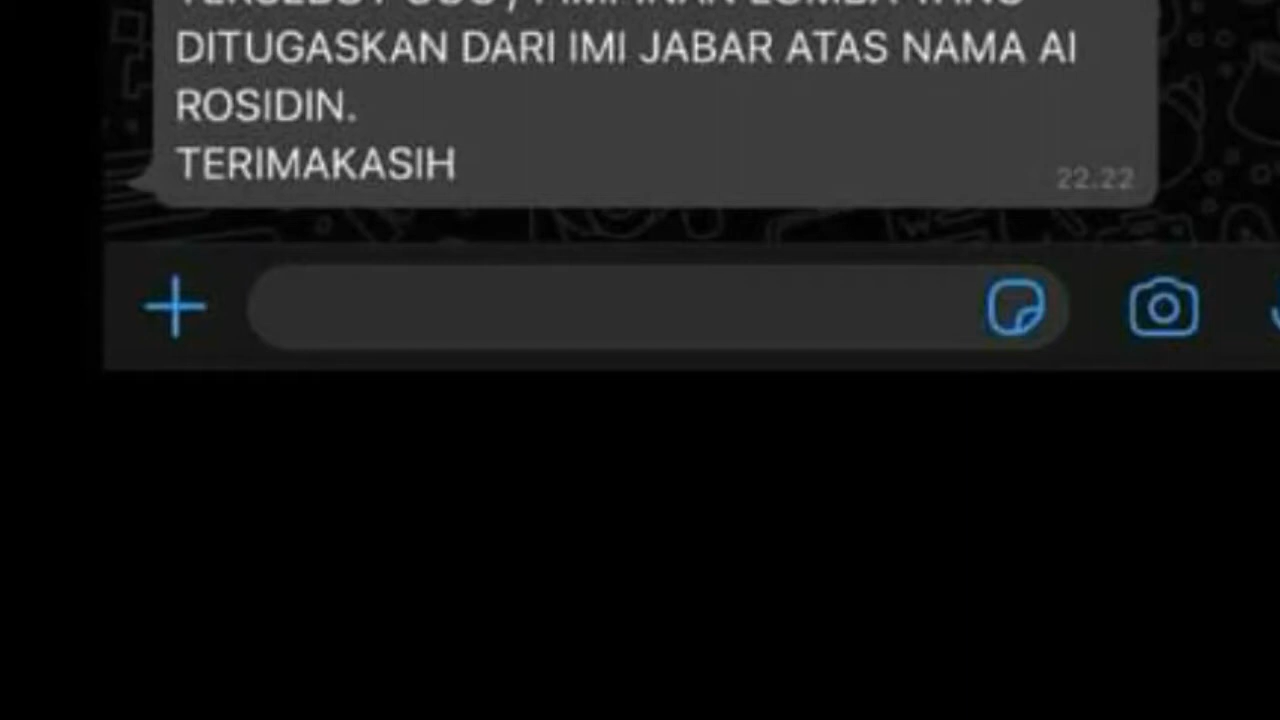 DITUGASKAN DARI IMI JABAR ATAS NAMA AI
ROSIDIN.
TERIMAKASIH
22.22